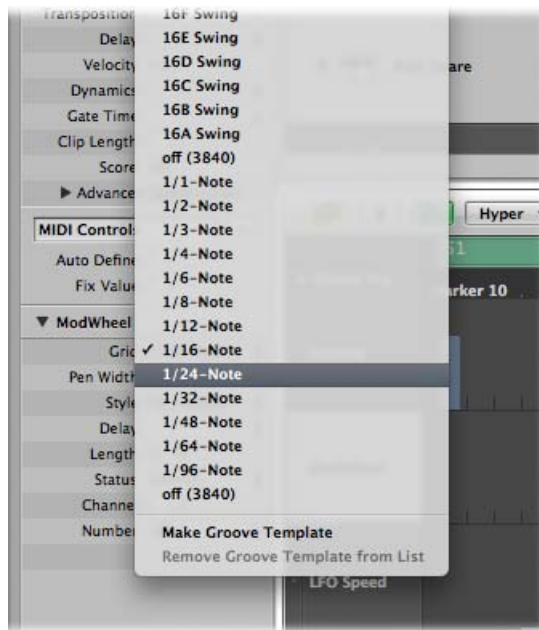 Transposition
Delay
Velocity
Dynamics
Gate Time
Clip Length
Score
Advance
MIDI Control
Auto Define
Fix Value
ModWheel
Grid
Pen Width
Style
Delay
Length
Status
Channe
Number
16F Swing
16E Swing
16D Swing
16C Swing
16B Swing
16A Swing
off (3840)
1/1-Note
1/2-Note
1/3-Note
1/4-Note
1/6-Note
1/8-Note
1/12-Note
✓ 1/16-Note
1/24-Note
1/32-Note
1/48-Note
1/64-Note
1/96-Note
off (3840)
Make Groove Template
Remove Groove Template from List
are
Hyper
51
arker 10
LFO Speed